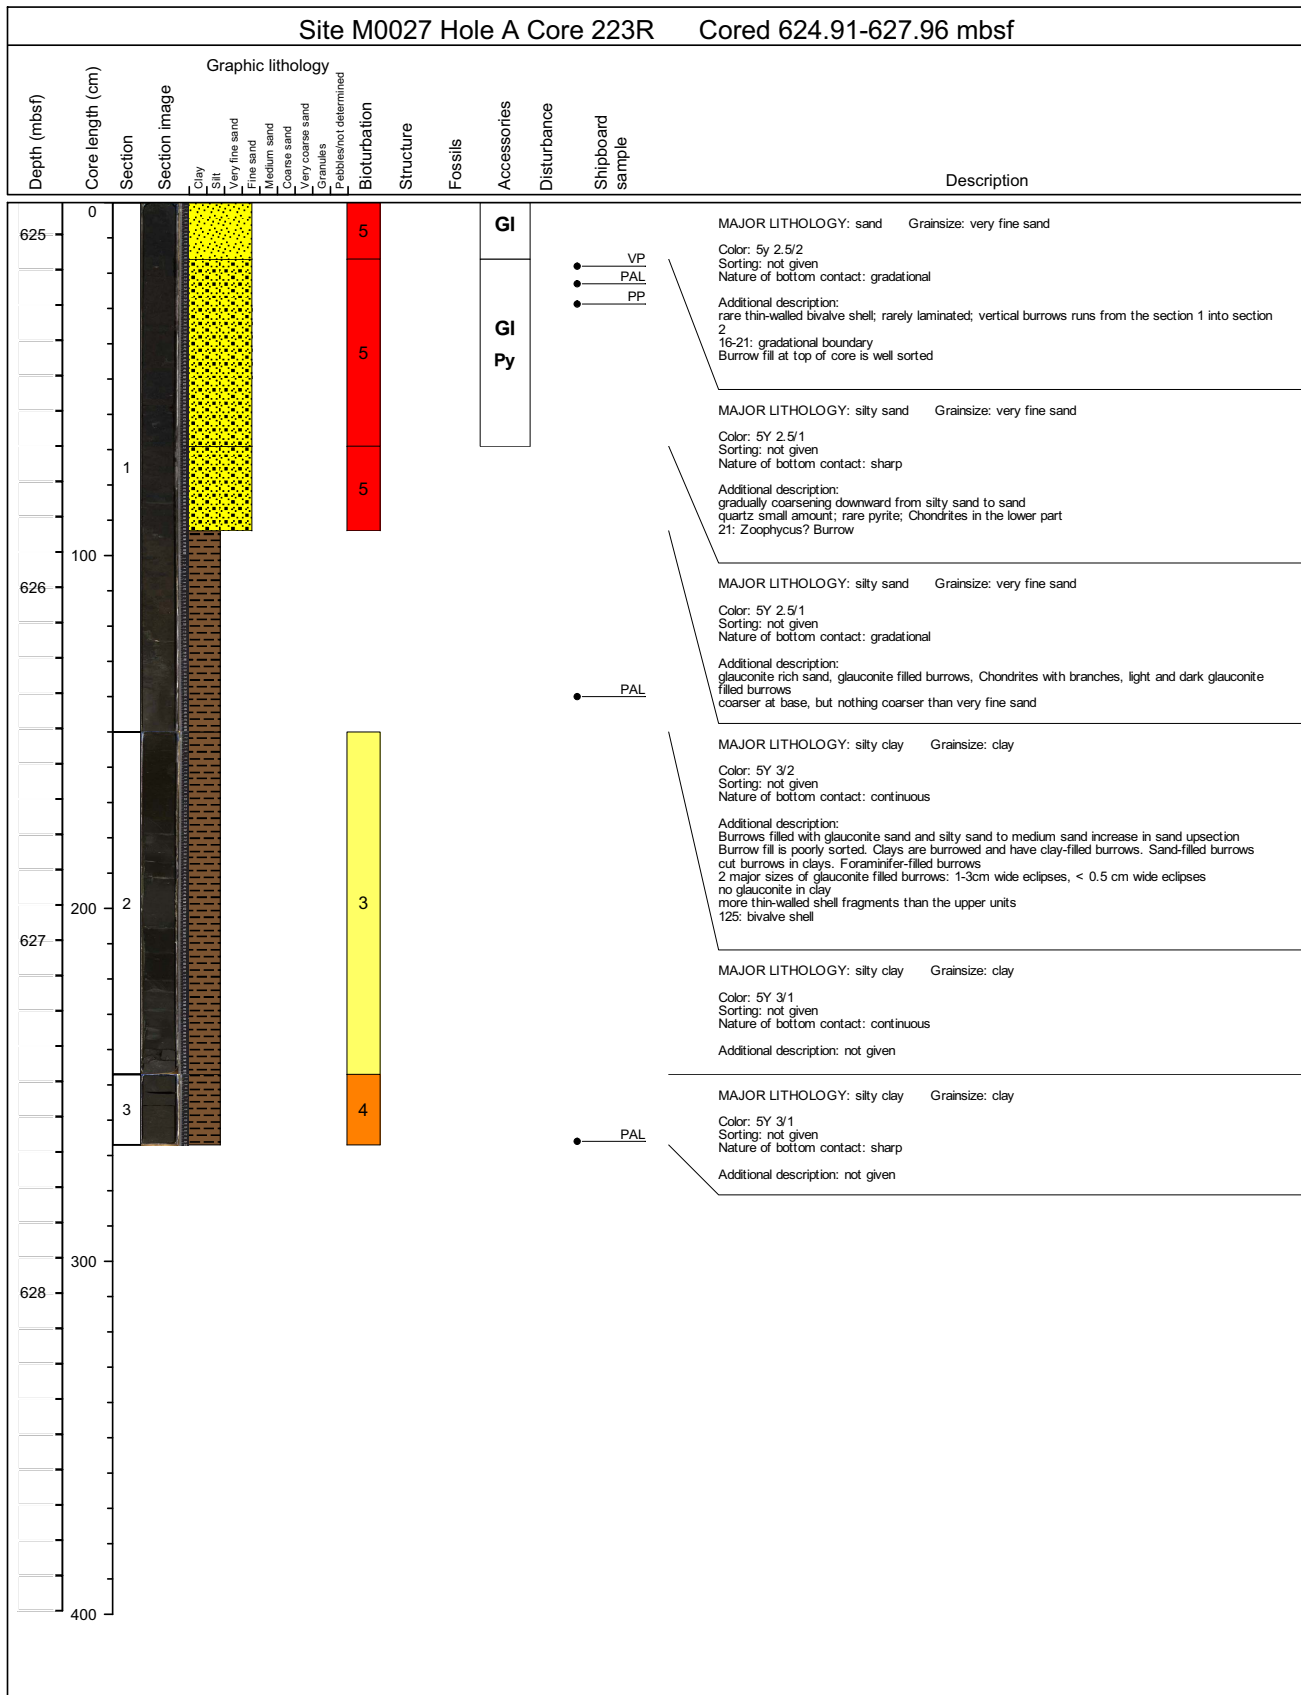 Site M0027 Hole A Core 223R Cored 624.91-627.96 mbsf
Depth (mbsf)
Core length (cm)
Section
Section image
Graphic lithology
Clay
Silt
Very fine sand
Fine sand
Medium sand
Coarse sand
Very coarse sand
Granules
Pebbles/not determined
Bioturbation
Structure
Fossils
Accessories
Disturbance
Shipboard
sample
Description
0
625
5
Gl
VP
PAL
PP
Gl
5
Py
1
5
100
626
PAL
2
3
200
627
3
4
PAL
300
628
400
MAJOR LITHOLOGY: sand Grainsize: very fine sand
Color: 5y 2.5/2
Sorting: not given
Nature of bottom contact: gradational
Additional description:
rare thin-walled bivalve shell; rarely laminated; vertical burrows runs from the section 1 into section
2
16-21: gradational boundary
Burrow fill at top of core is well sorted
MAJOR LITHOLOGY: silty sand Grainsize: very fine sand
Color: 5Y 2.5/1
Sorting: not given
Nature of bottom contact: sharp
Additional description:
gradually coarsening downward from silty sand to sand
quartz small amount; rare pyrite; Chondrites in the lower part
21: Zoophycus? Burrow
MAJOR LITHOLOGY: silty sand Grainsize: very fine sand
Color: 5Y 2.5/1
Sorting: not given
Nature of bottom contact: gradational
Additional description:
glauconite rich sand, glauconite filled burrows, Chondrites with branches, light and dark glauconite
filled burrows
coarser at base, but nothing coarser than very fine sand
MAJOR LITHOLOGY: silty clay Grainsize: clay
Color: 5Y 3/2
Sorting: not given
Nature of bottom contact: continuous
Additional description:
Burrows filled with glauconite sand and silty sand to medium sand increase in sand upsection
Burrow fill is poorly sorted. Clays are burrowed and have clay-filled burrows. Sand-filled burrows
cut burrows in clays. Foraminifer-filled burrows
2 major sizes of glauconite filled burrows: 1-3cm wide eclipses, < 0.5 cm wide eclipses
no glauconite in clay
more thin-walled shell fragments than the upper units
125: bivalve shell
MAJOR LITHOLOGY: silty clay Grainsize: clay
Color: 5Y 3/1
Sorting: not given
Nature of bottom contact: continuous
Additional description: not given
MAJOR LITHOLOGY: silty clay Grainsize: clay
Color: 5Y 3/1
Sorting: not given
Nature of bottom contact: sharp
Additional description: not given